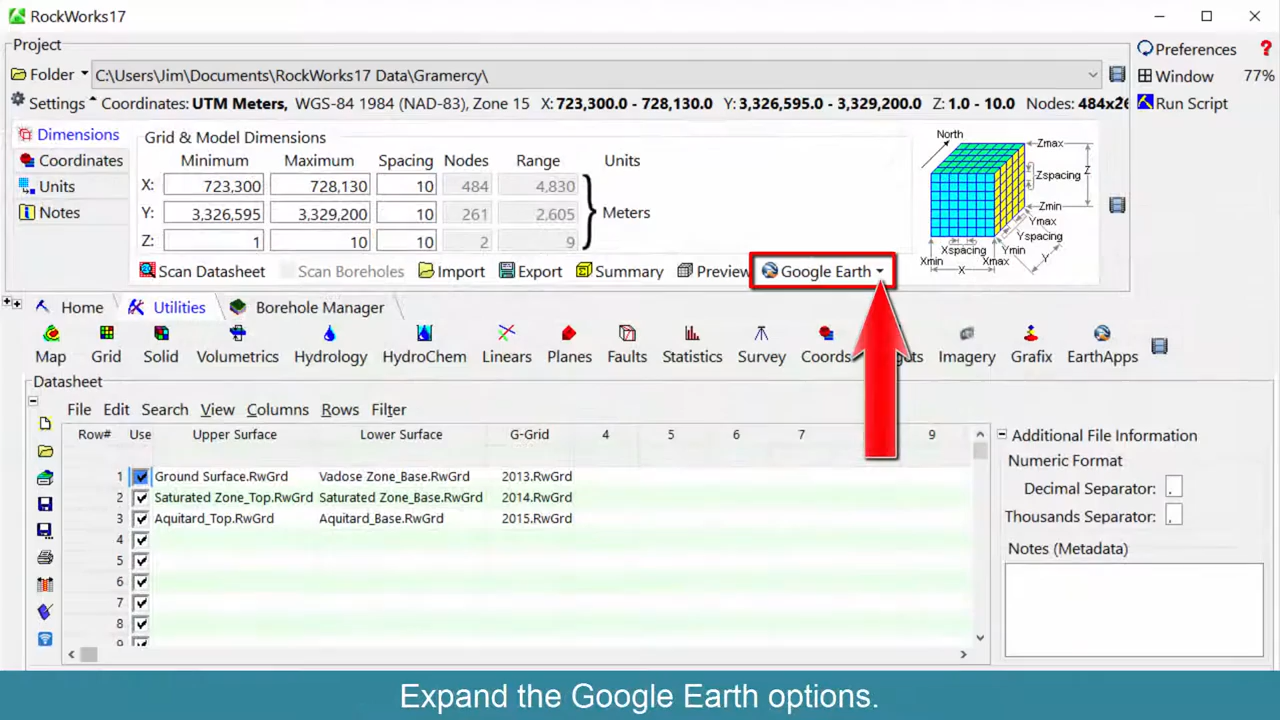 RockWorks17
Project
Folder C:\Users\Jim\Documents\RockWorks17 Data\Gramercy\
Preferences ?
Window 77%
Run Script
Settings Coordinates: UTM Meters, WGS-84 1984 (NAD-83), Zone 15 X: 723,300.0 - 728,130.0 Y: 3,326,595.0 - 3,329,200.0 Z: 1.0 - 10.0 Nodes: 484x26
Dimensions
Coordinates
Units
Notes
Grid & Model Dimensions
Minimum Maximum Spacing Nodes Range Units
X: 723,300 728,130 10 484 4,830
Y: 3,326,595 3,329,200 10 261 2,605 Meters
Z: 1 10 10 2 9
North
Zmax
Zspacing
Z
Zmin
Ymax
Yspacing
Xspacing Ymin
Xmin X Xmax Y
Scan Datasheet Scan Boreholes Import Export Summary Preview Google Earth
Home Utilities Borehole Manager
Map Grid Solid Volumetrics Hydrology HydroChem Linears Planes Faults Statistics Survey Coords Imagery Grafix EarthApps
Datasheet
File Edit Search View Columns Rows Filter
Row# Use Upper Surface Lower Surface G-Grid 4 5 6 7 9
1 Ground Surface.RwGrd Vadose Zone_Base.RwGrd 2013.RwGrd
2 Saturated Zone_Top.RwGrd Saturated Zone_Base.RwGrd 2014.RwGrd
3 Aquitard_Top.RwGrd Aquitard_Base.RwGrd 2015.RwGrd
4
5
6
7
8
9
Additional File Information
Numeric Format
Decimal Separator: .
Thousands Separator: ,
Notes (Metadata)
Expand the Google Earth options.